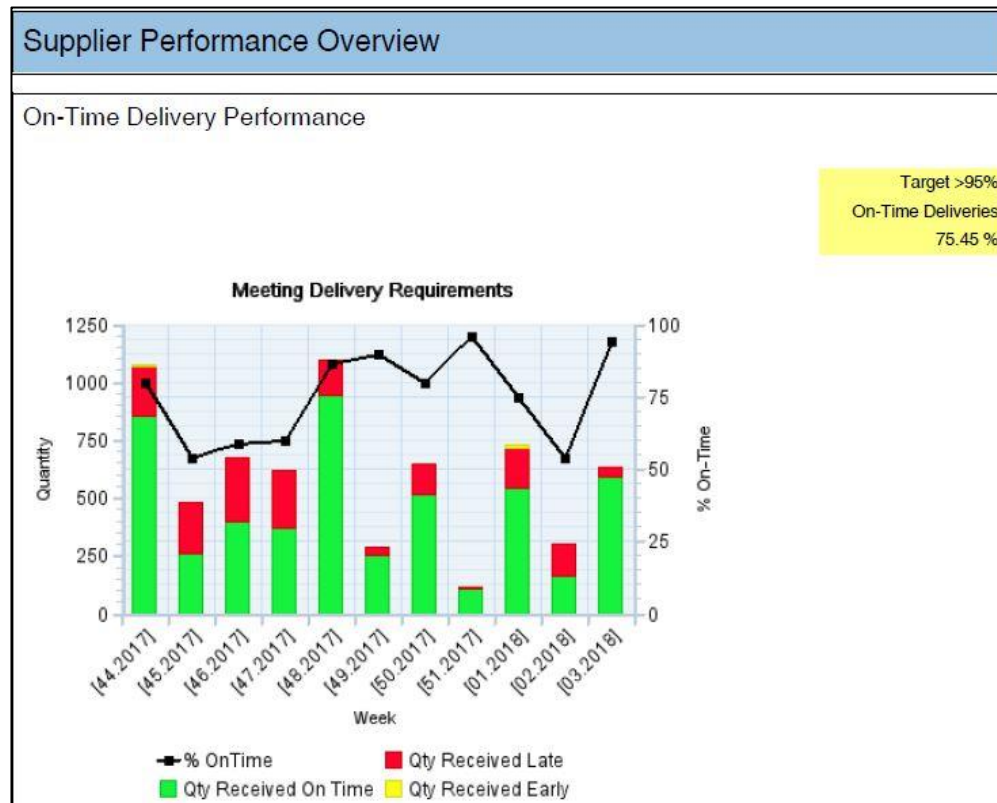 Supplier Performance Overview
On-Time Delivery Performance
Target >95%
On-Time Deliveries
75.45 %
Meeting Delivery Requirements
1250
1000
750
500
250
0
Quantity
100
75
50
25
0
% On-Time
[44.2017]
[45.2017]
[46.2017]
[47.2017]
[48.2017]
[49.2017]
[50.2017]
[51.2017]
[01.2018]
[02.2018]
[03.2018]
Week
% OnTime
Qty Received Late
Qty Received On Time
Qty Received Early